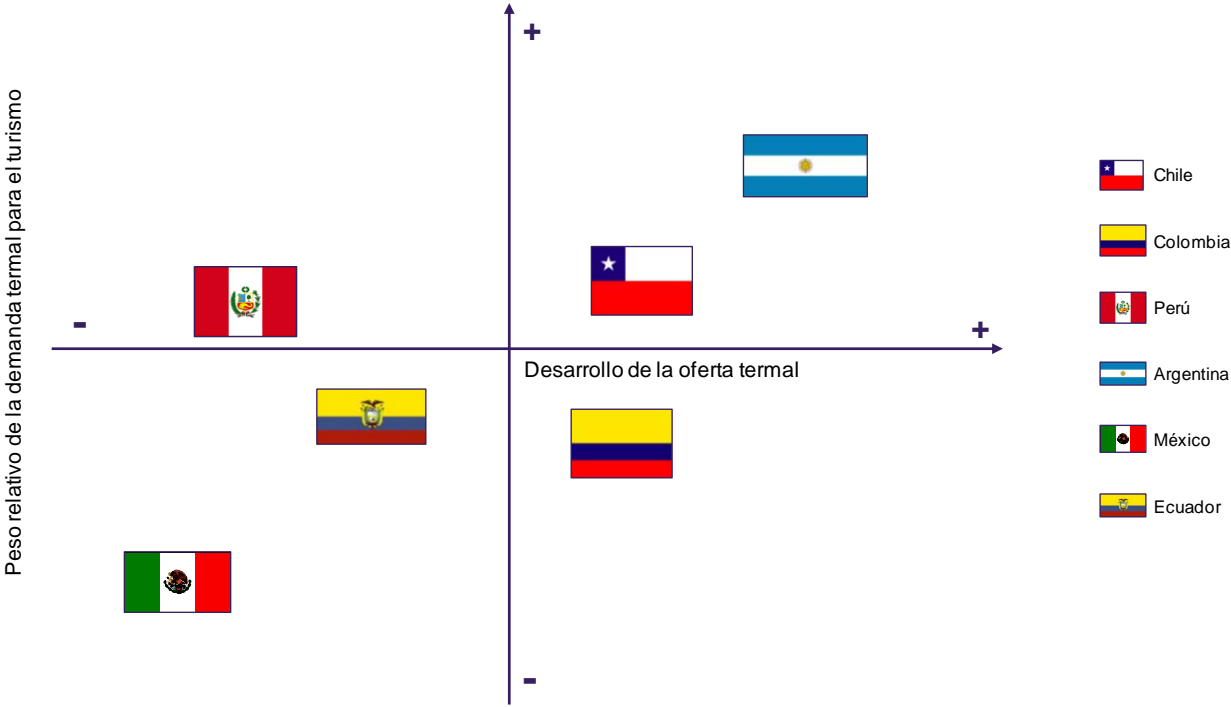 +
Peso relativo de la demanda termal para el turismo
-
+
Desarrollo de la oferta termal
-
Chile
Colombia
Perú
Argentina
México
Ecuador